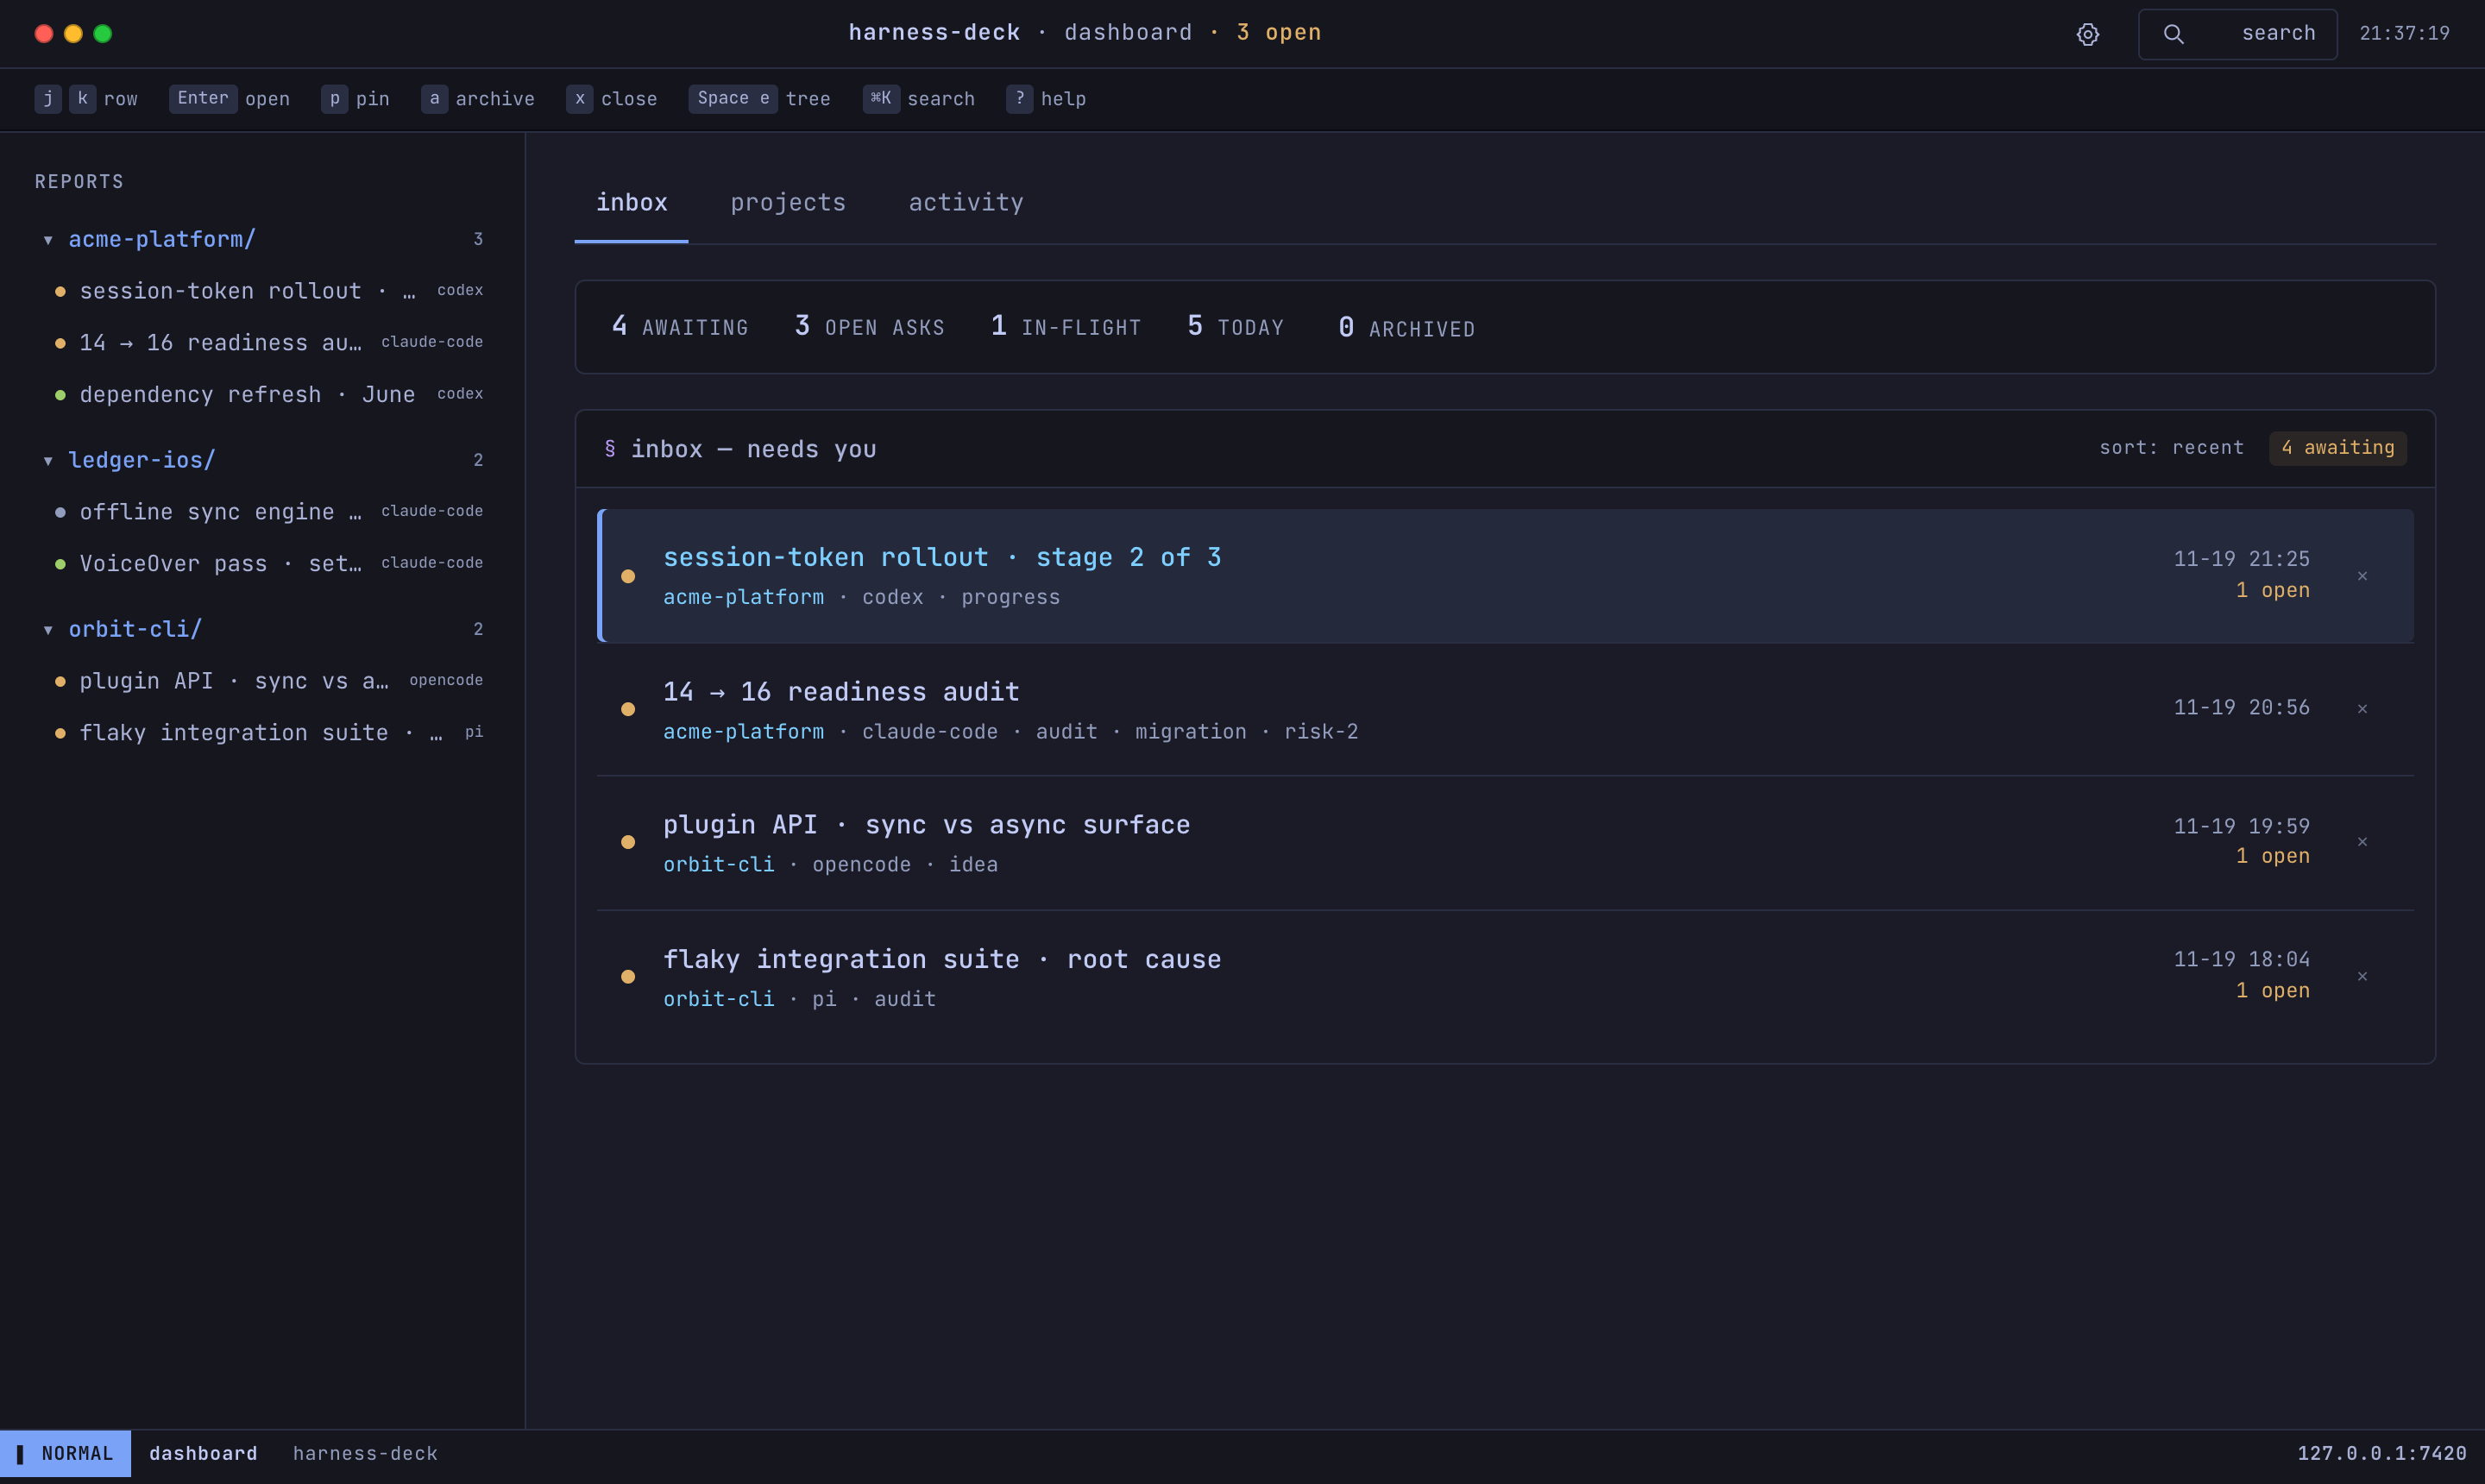 harness-deck · dashboard · 3 open
search 21:37:19
j k row Enter open p pin a archive x close Space e tree ⌘K search ? help
REPORTS
▾ acme-platform/ 3
session-token rollout · … codex
14 → 16 readiness au… claude-code
dependency refresh · June codex
▾ ledger-ios/ 2
offline sync engine … claude-code
VoiceOver pass · set… claude-code
▾ orbit-cli/ 2
plugin API · sync vs a… opencode
flaky integration suite · … pi
inbox projects activity
4 AWAITING 3 OPEN ASKS 1 IN-FLIGHT 5 TODAY 0 ARCHIVED
§ inbox — needs you sort: recent 4 awaiting
session-token rollout · stage 2 of 3 11-19 21:25 ×
acme-platform · codex · progress 1 open
14 → 16 readiness audit 11-19 20:56 ×
acme-platform · claude-code · audit · migration · risk-2
plugin API · sync vs async surface 11-19 19:59 ×
orbit-cli · opencode · idea 1 open
flaky integration suite · root cause 11-19 18:04 ×
orbit-cli · pi · audit 1 open
NORMAL dashboard harness-deck 127.0.0.1:7420